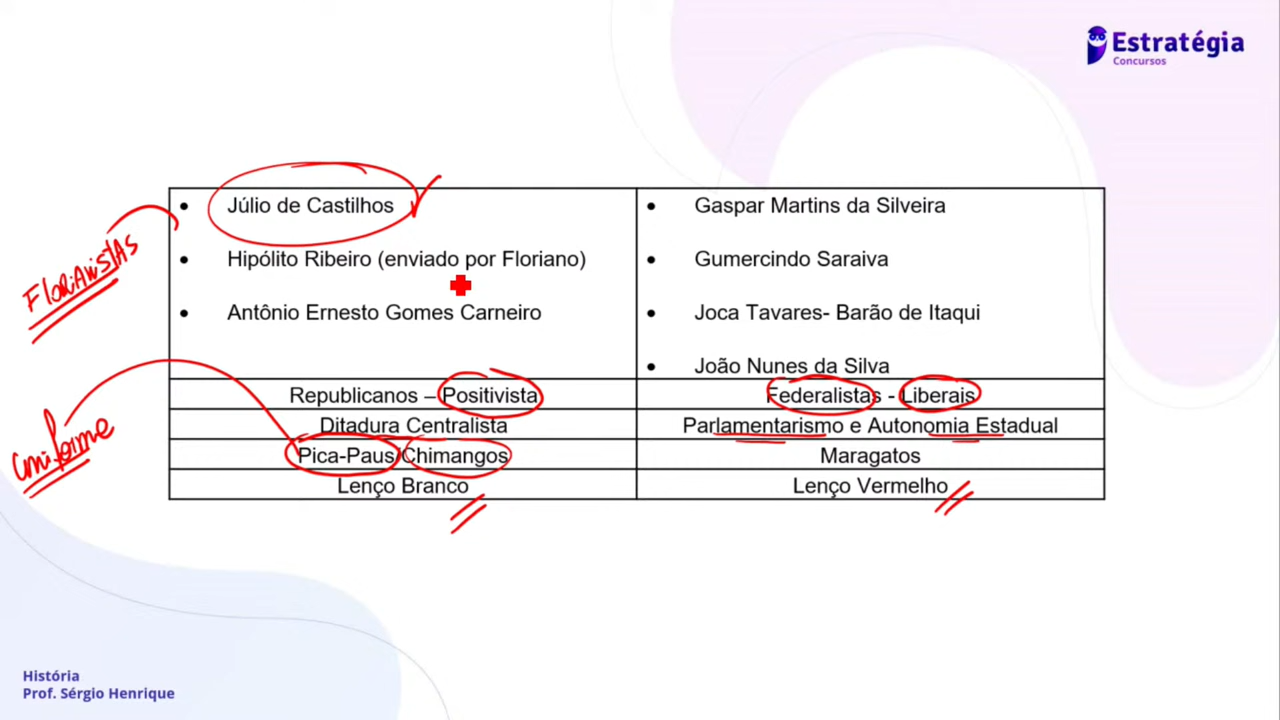 Estratégia
Concursos
• Júlio de Castilhos
• Hipólito Ribeiro (enviado por Floriano)
• Antônio Ernesto Gomes Carneiro
• Gaspar Martins da Silveira
• Gumercindo Saraiva
• Joca Tavares- Barão de Itaqui
• João Nunes da Silva
Republicanos – Positivista
Federalistas - Liberais
Ditadura Centralista
Parlamentarismo e Autonomia Estadual
Pica-Paus/Chimangos
Maragatos
Lenço Branco
Lenço Vermelho
FLORIANISTAS
Uniforme
História
Prof. Sérgio Henrique